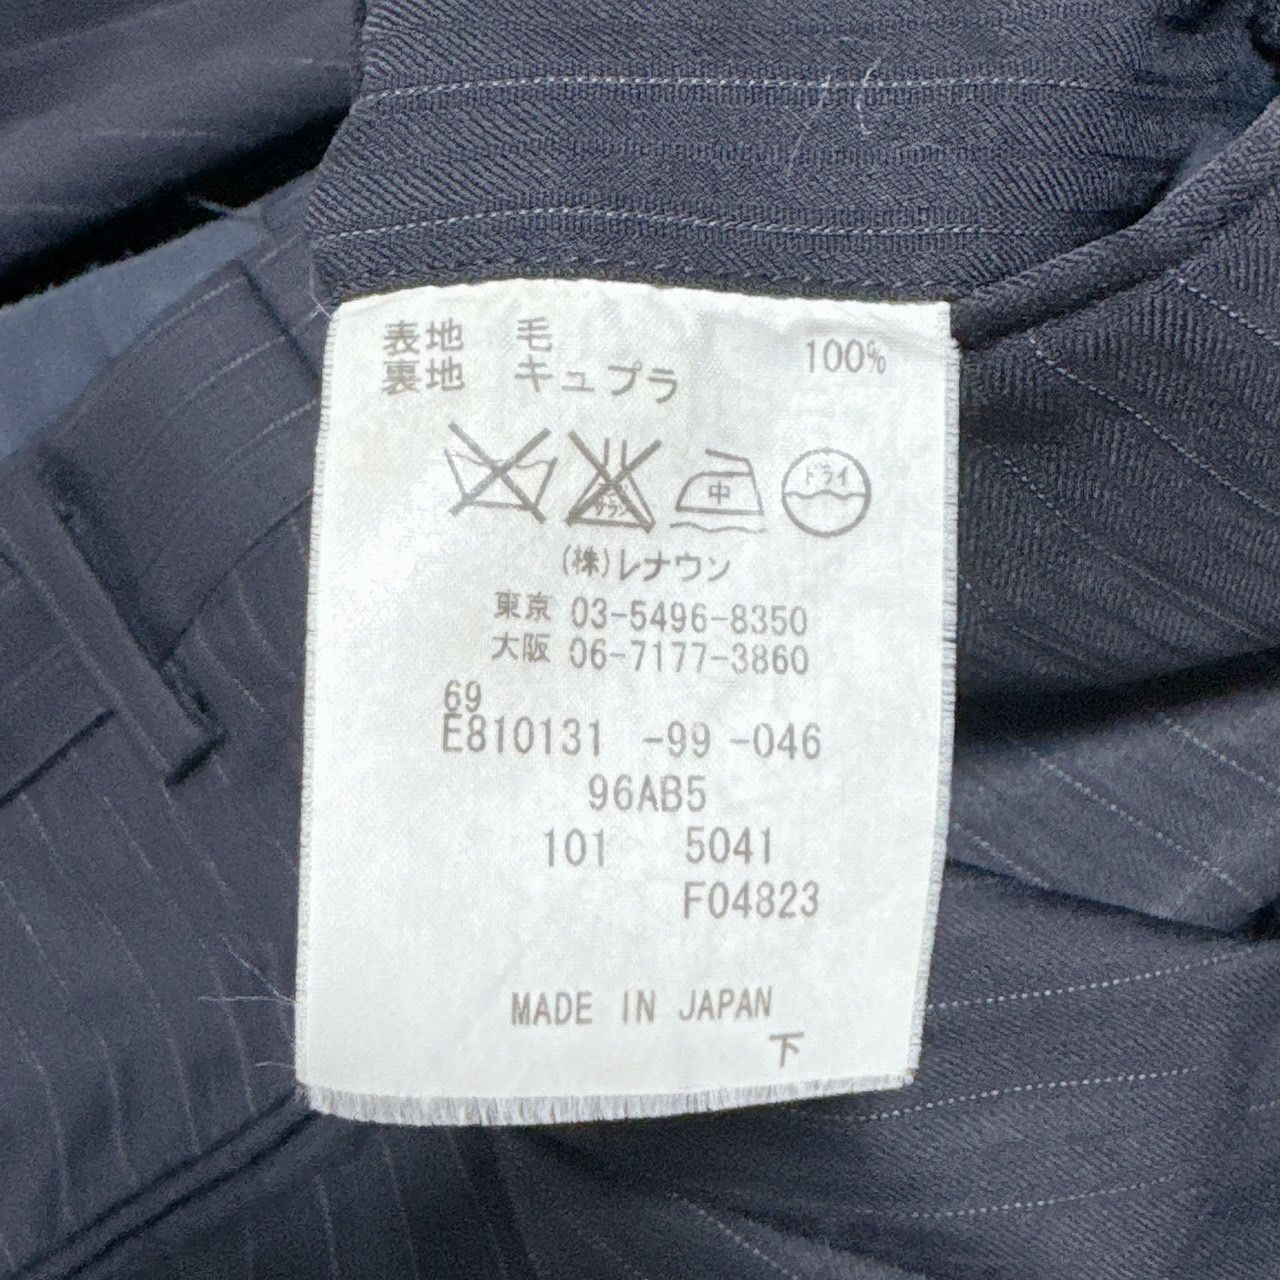 表地 毛 100%
裏地 キュプラ
中 ドライ
(株)レナウン
東京 03-5496-8350
大阪 06-7177-3860
69
E810131 -99 -046
96AB5
101 5041
F04823
MADE IN JAPAN
下